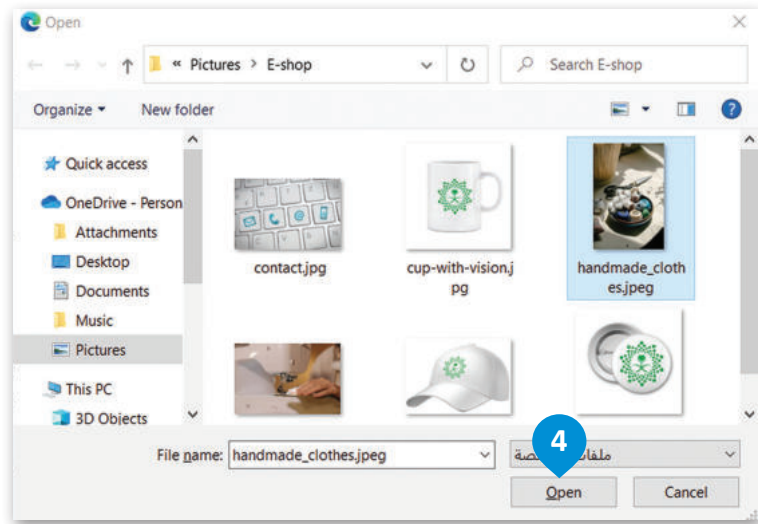 Open
« Pictures > E-shop
Search E-shop
Organize
New folder
Quick access
OneDrive - Person
Attachments
Desktop
Documents
Music
Pictures
This PC
3D Objects
contact.jpg
cup-with-vision.j
pg
handmade_cloth
es.jpeg
File name: handmade_clothes.jpeg
ملفات
4
Open
Cancel